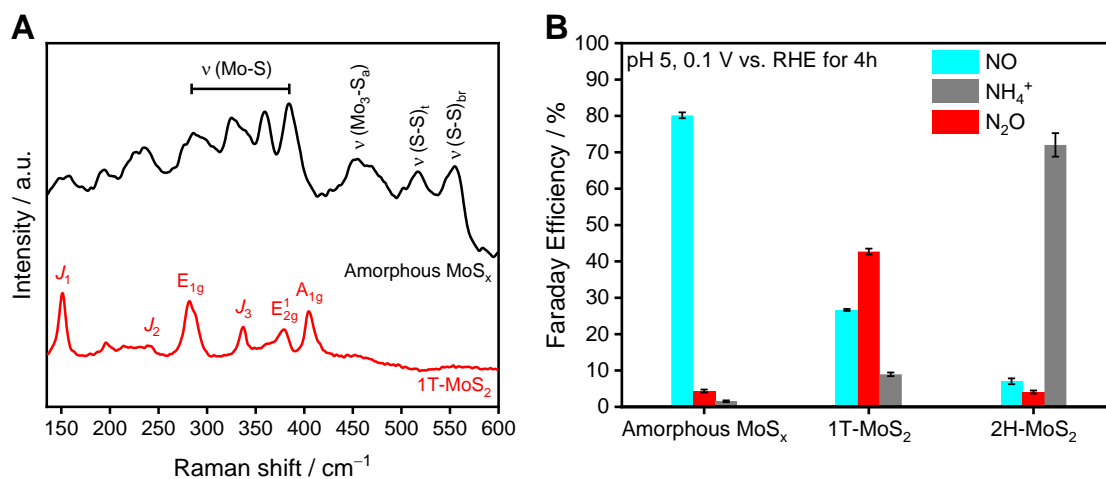 A
ν (Mo-S)
ν (Mo₃-Sₐ)
ν (S-S)ₜ
ν (S-S)br
Amorphous MoSₓ
J₁
J₂
E₁g
J₃
E¹₂g
A₁g
1T-MoS₂
Intensity / a.u.
150 200 250 300 350 400 450 500 550 600
Raman shift / cm⁻¹
B
pH 5, 0.1 V vs. RHE for 4h
NO
NH₄⁺
N₂O
Faraday Efficiency / %
100
90
80
70
60
50
40
30
20
10
0
Amorphous MoSₓ 1T-MoS₂ 2H-MoS₂